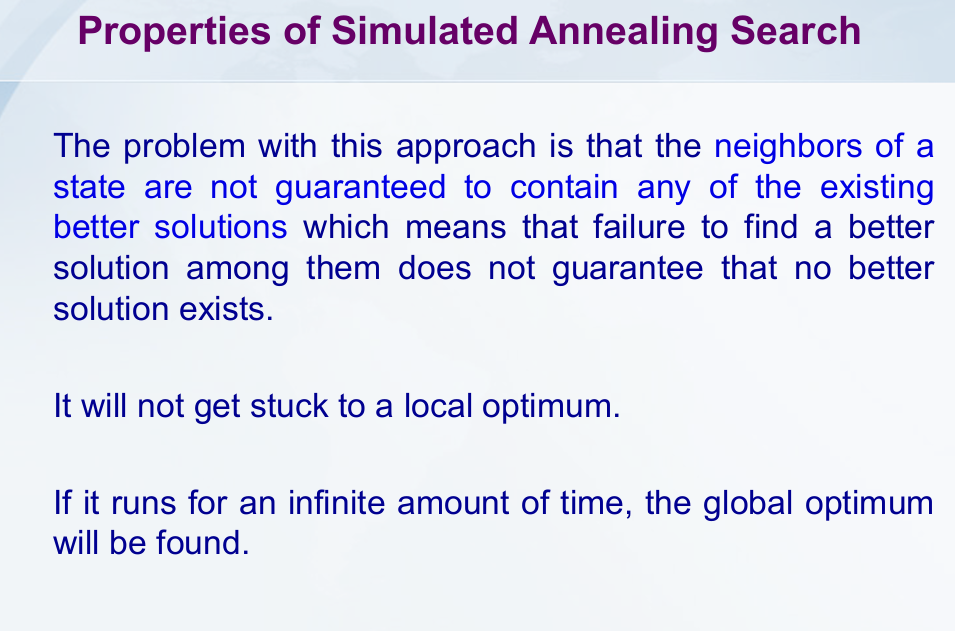 Properties of Simulated Annealing Search
The problem with this approach is that the neighbors of a
state are not guaranteed to contain any of the existing
better solutions which means that failure to find a better
solution among them does not guarantee that no better
solution exists.
It will not get stuck to a local optimum.
If it runs for an infinite amount of time, the global optimum
will be found.